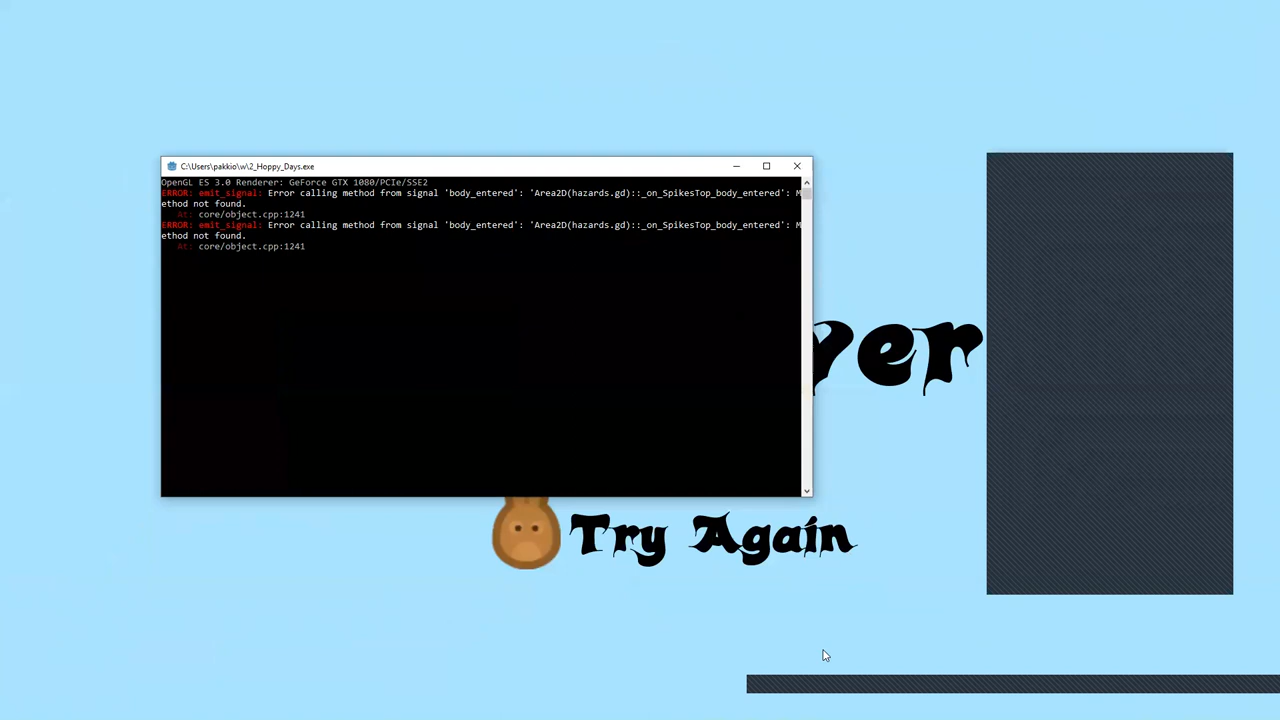 C:\Users\pakkio\w\2_Hoppy_Days.exe
OpenGL ES 3.0 Renderer: GeForce GTX 1080/PCIe/SSE2
ERROR: emit_signal: Error calling method from signal 'body_entered': 'Area2D(hazards.gd)::_on_SpikesTop_body_entered': M
ethod not found.
At: core/object.cpp:1241
ERROR: emit_signal: Error calling method from signal 'body_entered': 'Area2D(hazards.gd)::_on_SpikesTop_body_entered': M
ethod not found.
At: core/object.cpp:1241
ver
Try Again